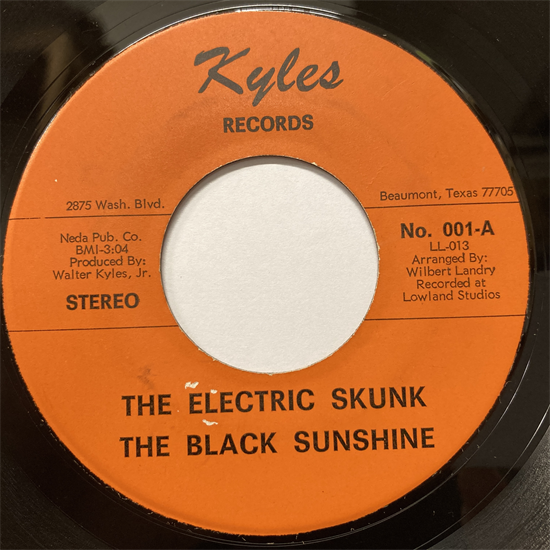 Kyles
RECORDS
2875 Wash. Blvd.
Beaumont, Texas 77705
Neda Pub. Co.
BMI-3:04
Produced By:
Walter Kyles, Jr.
STEREO
No. 001-A
LL-013
Arranged By:
Wilbert Landry
Recorded at
Lowland Studios
THE ELECTRIC SKUNK
THE BLACK SUNSHINE